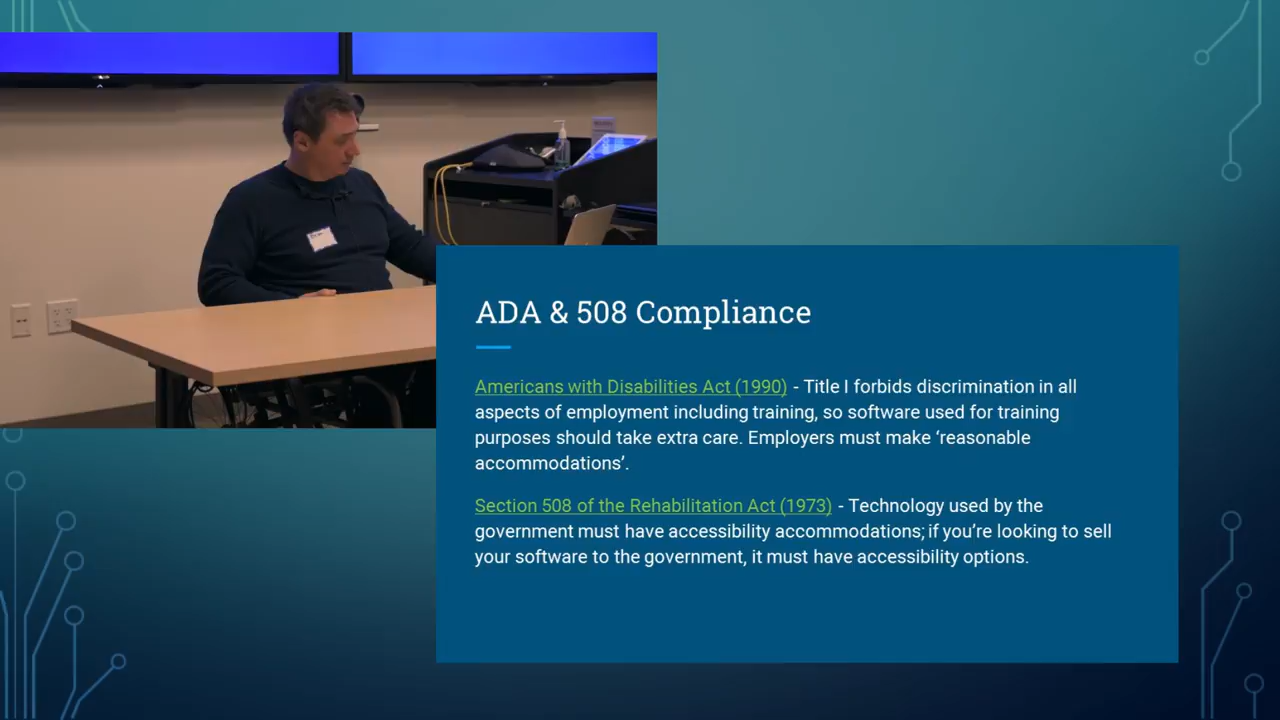 ADA & 508 Compliance
Americans with Disabilities Act (1990) - Title I forbids discrimination in all
aspects of employment including training, so software used for training
purposes should take extra care. Employers must make ‘reasonable
accommodations’.
Section 508 of the Rehabilitation Act (1973) - Technology used by the
government must have accessibility accommodations; if you’re looking to sell
your software to the government, it must have accessibility options.